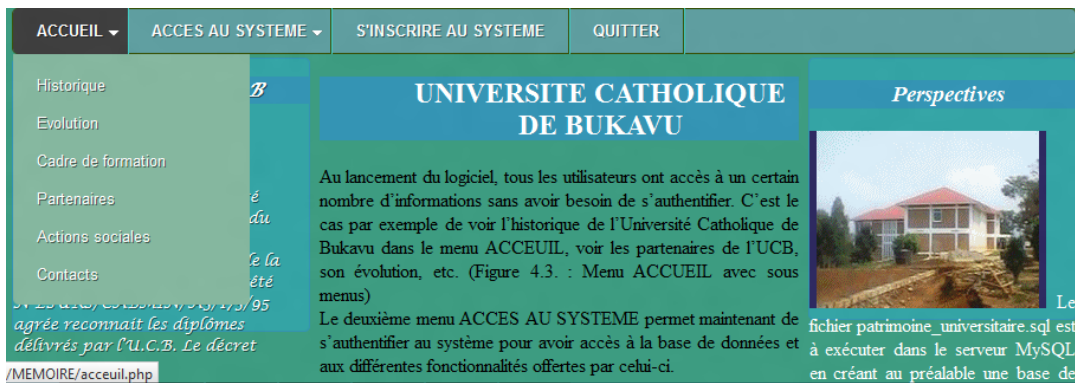 ACCUEIL ACCES AU SYSTEME S'INSCRIRE AU SYSTEME QUITTER
Historique
Evolution
Cadre de formation
Partenaires
Actions sociales
Contacts
B
é
du
e la
été
/95
agrée reconnait les diplômes
délivrés par l'U.C.B. Le décret
UNIVERSITE CATHOLIQUE
DE BUKAVU
Au lancement du logiciel, tous les utilisateurs ont accès à un certain
nombre d'informations sans avoir besoin de s'authentifier. C'est le
cas par exemple de voir l'historique de l'Université Catholique de
Bukavu dans le menu ACCEUIL, voir les partenaires de l'UCB,
son évolution, etc. (Figure 4.3. : Menu ACCUEIL avec sous
menus)
Le deuxième menu ACCES AU SYSTEME permet maintenant de
s'authentifier au système pour avoir accès à la base de données et
aux différentes fonctionnalités offertes par celui-ci.
Perspectives
Le
fichier patrimoine_universitaire.sql est
à exécuter dans le serveur MySQL
en créant au préalable une base de
/MEMOIRE/acceuil.php